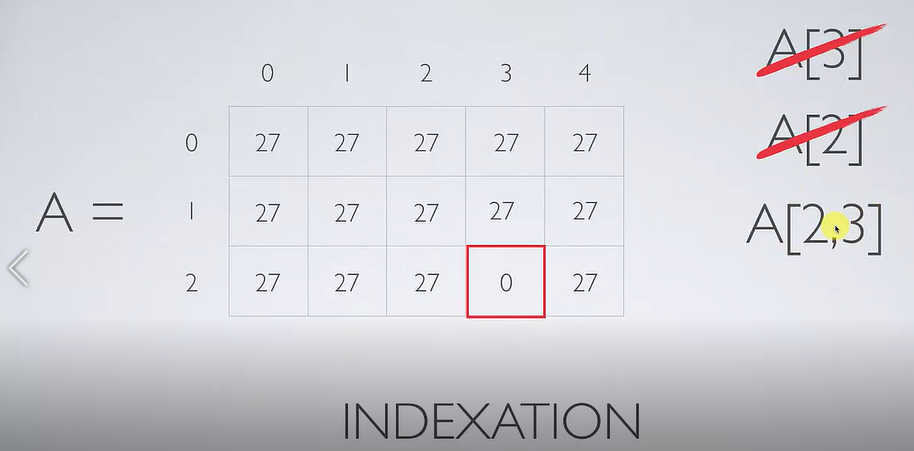 0 1 2 3 4
0 27 27 27 27 27
A = 1 27 27 27 27 27
2 27 27 27 0 27
A[3]
A[2]
A[2,3]
INDEXATION